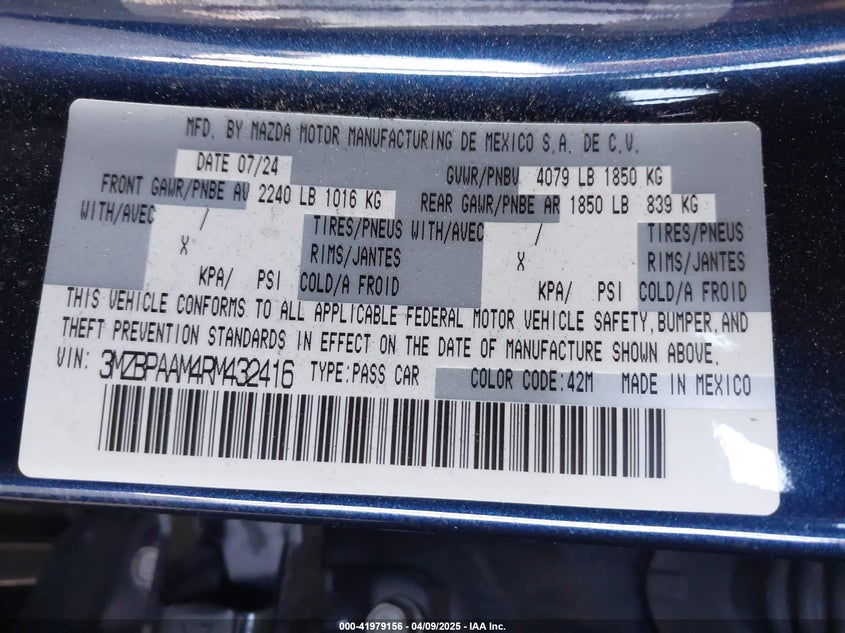 MFD. BY MAZDA MOTOR MANUFACTURING DE MEXICO S.A. DE C.V.
DATE 07/24 GVWR/PNBV 4079 LB 1850 KG
FRONT GAWR/PNBE AV 2240 LB 1016 KG REAR GAWR/PNBE AR 1850 LB 839 KG
WITH/AVEC / TIRES/PNEUS WITH/AVEC / TIRES/PNEUS
X RIMS/JANTES X RIMS/JANTES
KPA/ PSI COLD/A FROID KPA/ PSI COLD/A FROID
THIS VEHICLE CONFORMS TO ALL APPLICABLE FEDERAL MOTOR VEHICLE SAFETY, BUMPER, AND
THEFT PREVENTION STANDARDS IN EFFECT ON THE DATE OF MANUFACTURE SHOWN ABOVE.
VIN: 3MZBPAAM4RM432416 TYPE:PASS CAR COLOR CODE:42M MADE IN MEXICO
000-41979156 - 04/09/2025 - IAA Inc.